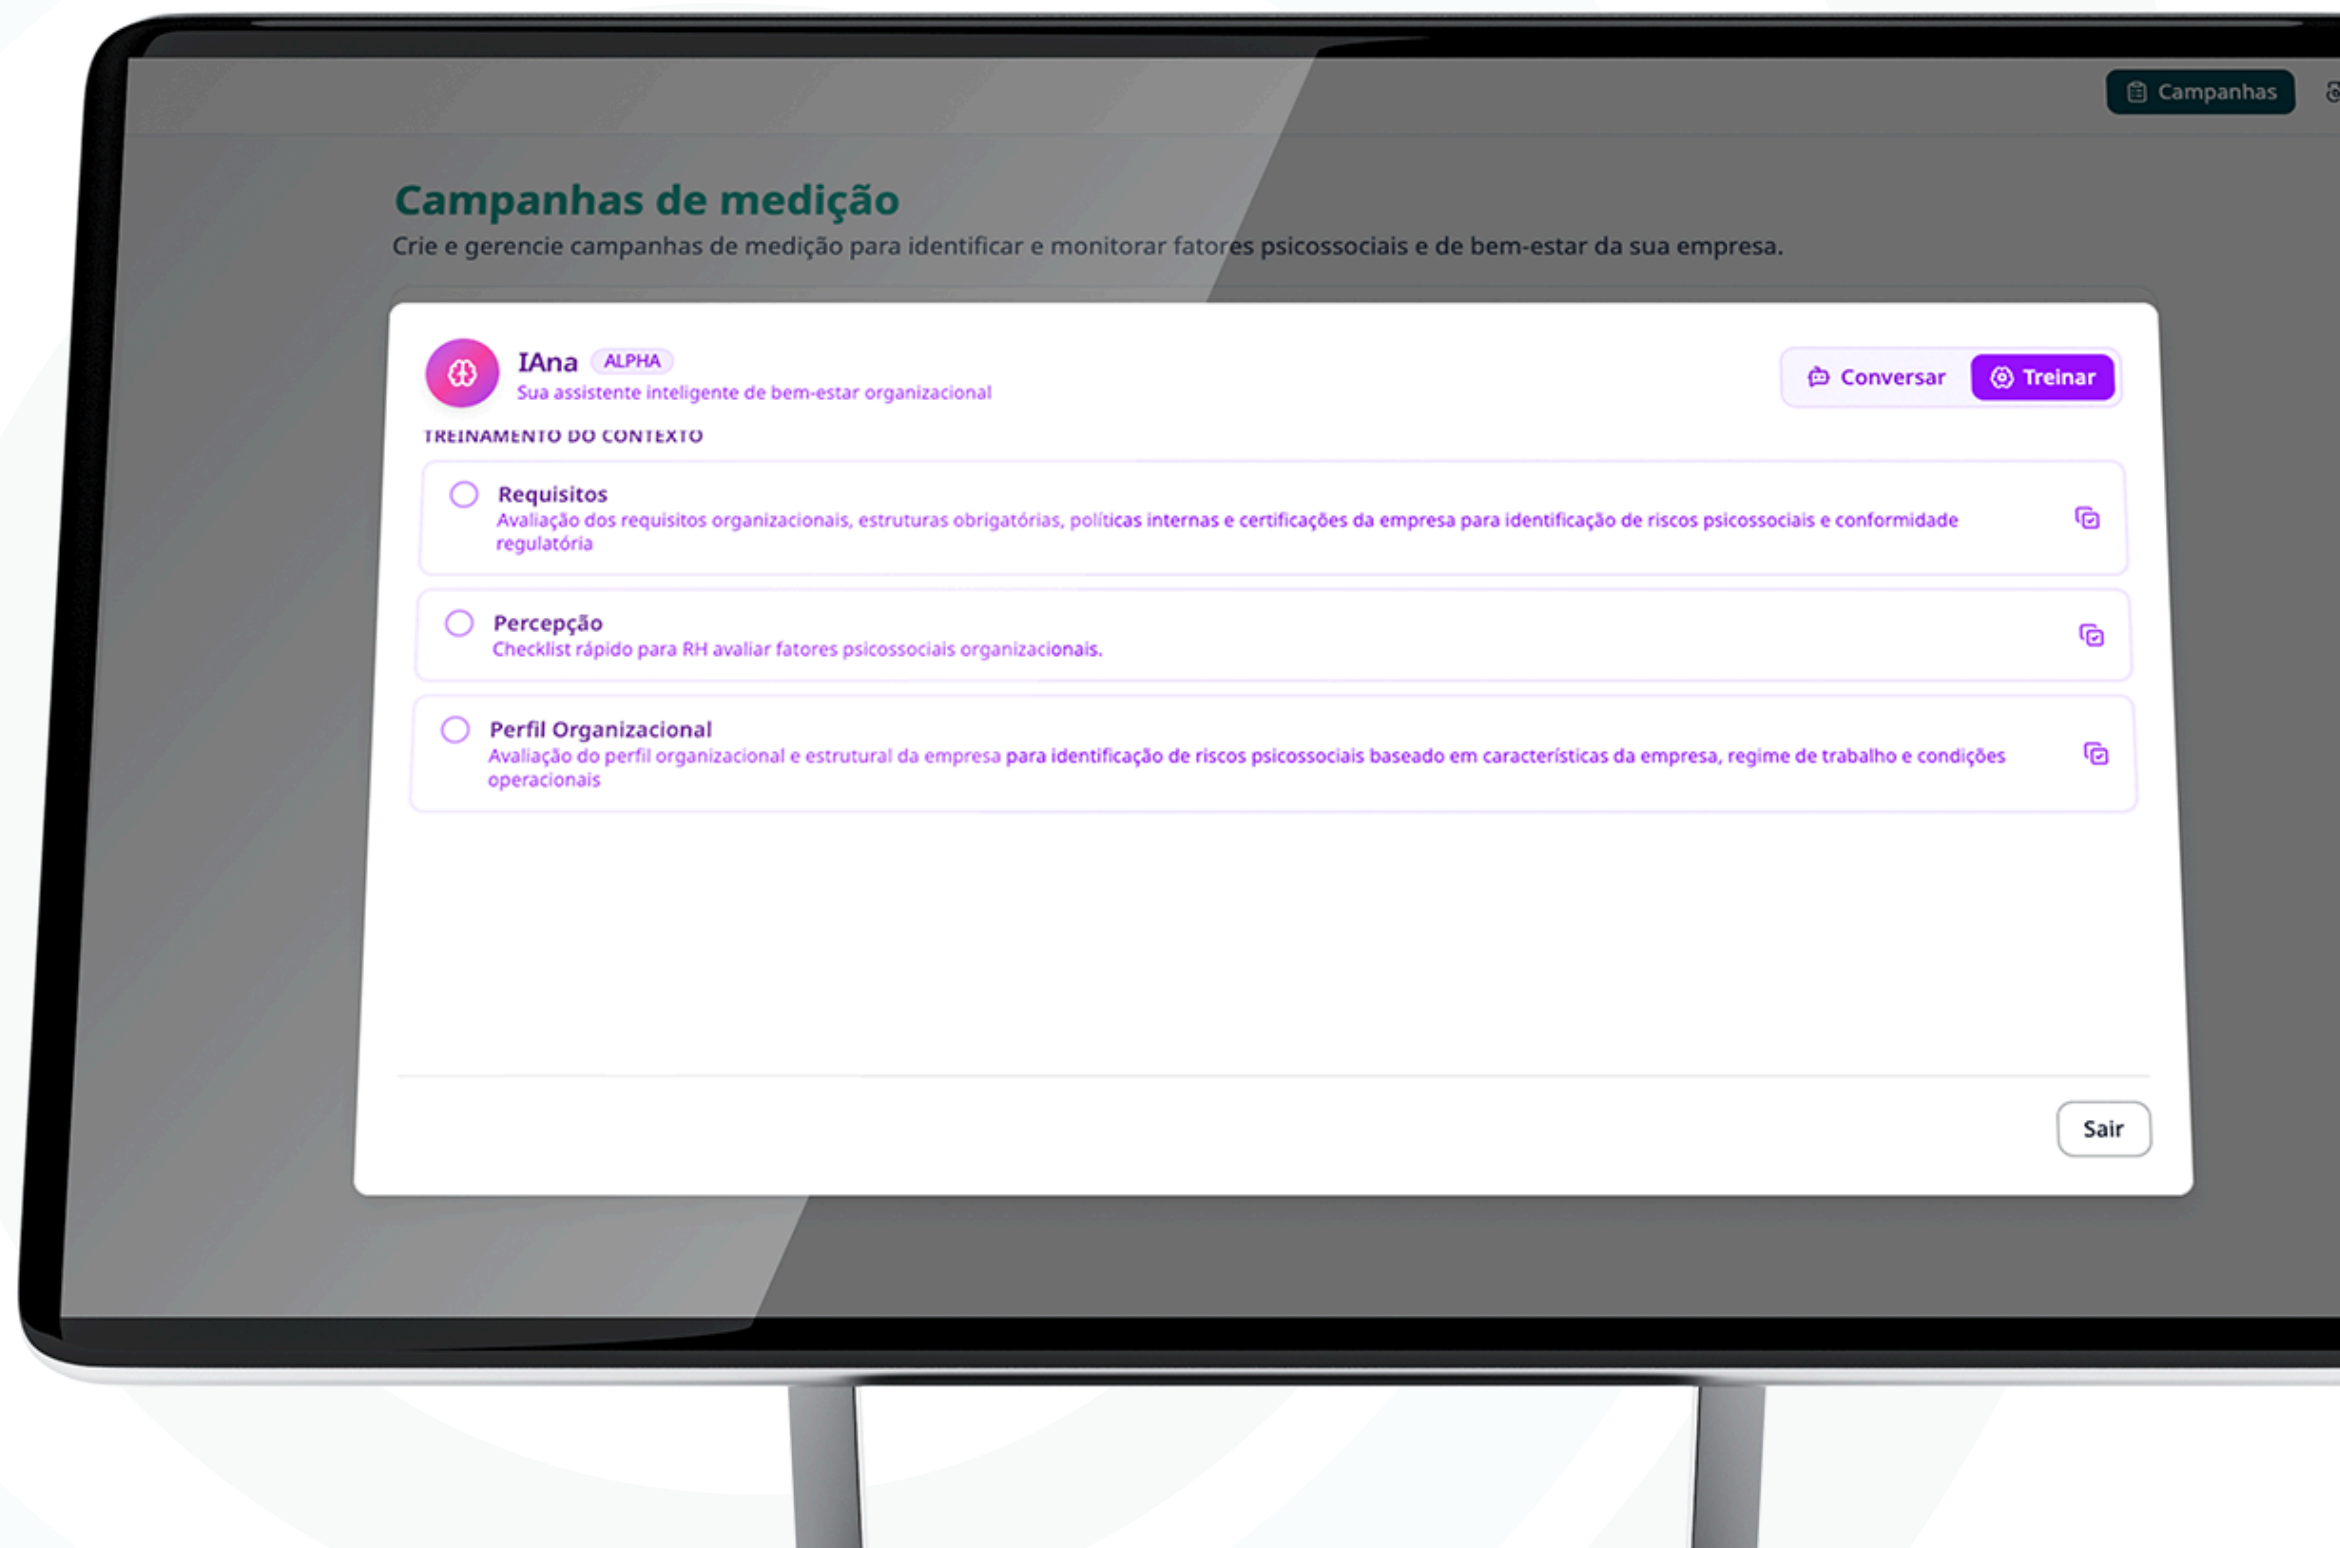 Campanhas
Campanhas de medição
Crie e gerencie campanhas de medição para identificar e monitorar fatores psicossociais e de bem-estar da sua empresa.
IAna ALPHA
Sua assistente inteligente de bem-estar organizacional
Conversar Treinar
TREINAMENTO DO CONTEXTO
Requisitos
Avaliação dos requisitos organizacionais, estruturas obrigatórias, políticas internas e certificações da empresa para identificação de riscos psicossociais e conformidade
regulatória
Percepção
Checklist rápido para RH avaliar fatores psicossociais organizacionais.
Perfil Organizacional
Avaliação do perfil organizacional e estrutural da empresa para identificação de riscos psicossociais baseado em características da empresa, regime de trabalho e condições
operacionais
Sair